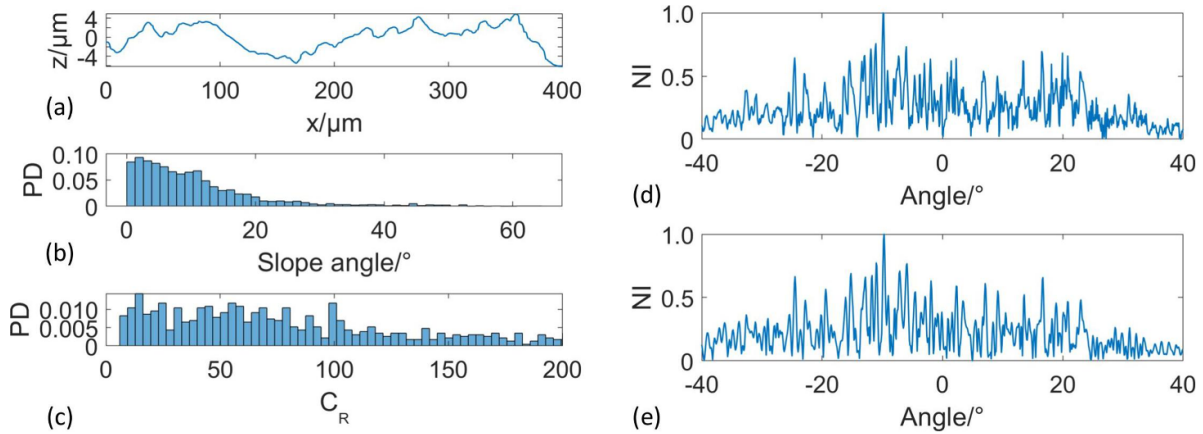 z/μm
4
0
-4
0
100
200
300
400
(a)
x/μm
PD
0.10
0.05
0
0
20
40
60
(b)
Slope angle/°
PD
0.010
0.005
0
0
50
100
150
200
(c)
C_R
NI
1.0
0.5
0
-40
-20
0
20
40
(d)
Angle/°
NI
1.0
0.5
0
-40
-20
0
20
40
(e)
Angle/°